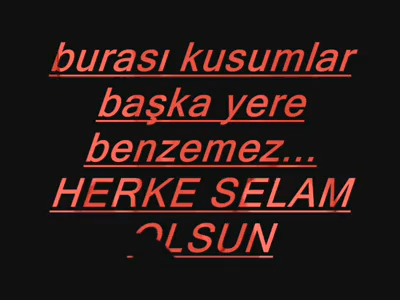 burası kusumlar
başka yere
benzemez...
HERKE SELAM
OLSUN